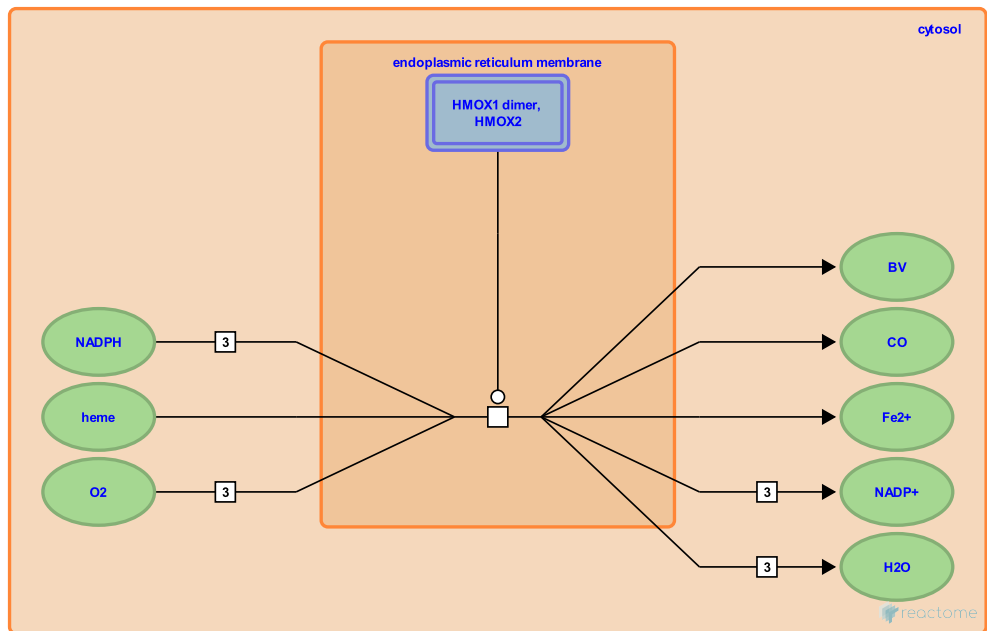 cytosol
endoplasmic reticulum membrane
HMOX1 dimer,
HMOX2
BV
NADPH
3
CO
heme
Fe2+
O2
3
3
NADP+
3
H2O
reactome